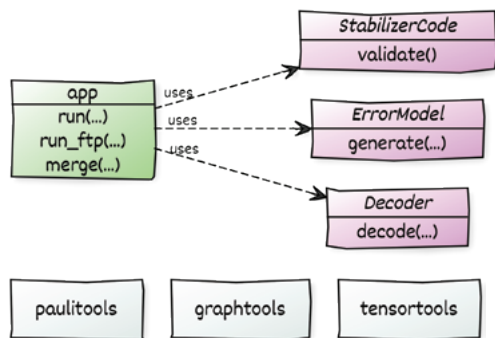 StabilizerCode
validate()
app
run(...)
run_ftp(...)
merge(...)
uses
uses
uses
ErrorModel
generate(...)
Decoder
decode(...)
paulitools
graphtools
tensortools